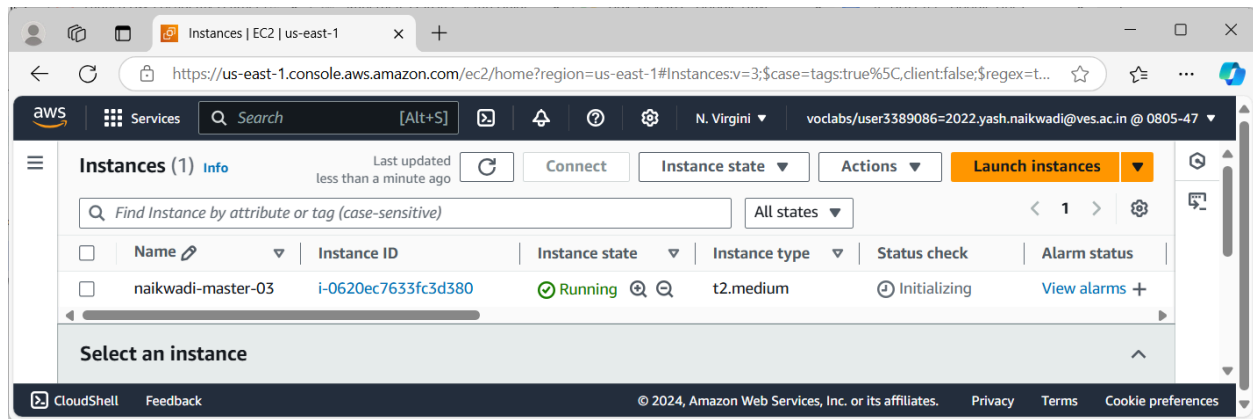 Instances | EC2 | us-east-1
https://us-east-1.console.aws.amazon.com/ec2/home?region=us-east-1#Instances:v=3;$case=tags:true%5C,client:false;$regex=t...
aws Services Search [Alt+S] N. Virgini voclabs/user3389086=2022.yash.naikwadi@ves.ac.in @ 0805-47
Instances (1) Info Last updated less than a minute ago Connect Instance state Actions Launch instances
Find Instance by attribute or tag (case-sensitive) All states 1
Name Instance ID Instance state Instance type Status check Alarm status
naikwadi-master-03 i-0620ec7633fc3d380 Running t2.medium Initializing View alarms +
Select an instance
CloudShell Feedback © 2024, Amazon Web Services, Inc. or its affiliates. Privacy Terms Cookie preferences